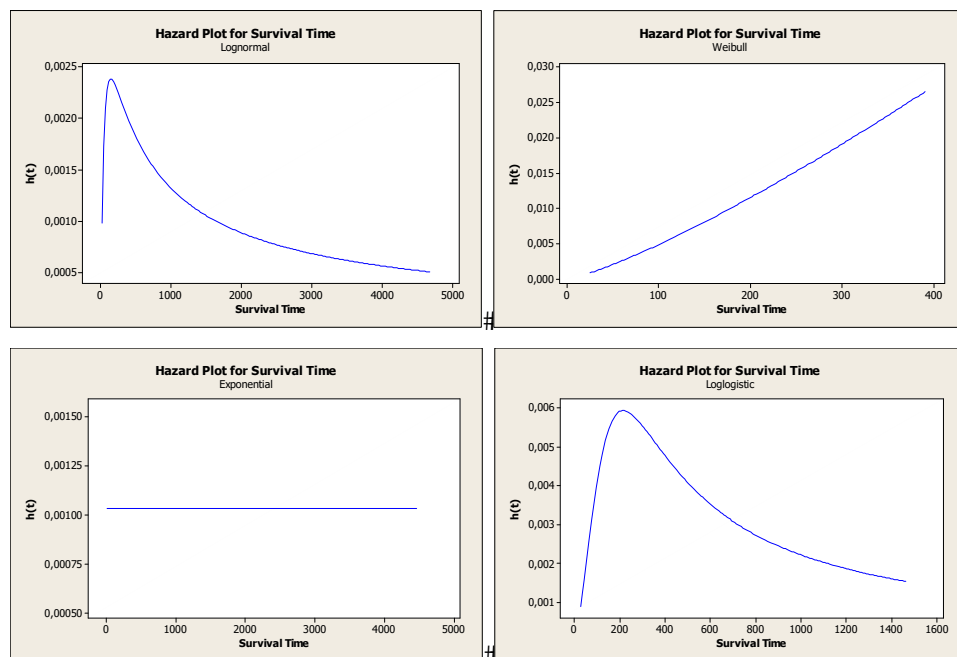 Hazard Plot for Survival Time
Lognormal
0,0025
0,0020
0,0015
0,0010
0,0005
h(t)
0 1000 2000 3000 4000 5000
Survival Time
#
Hazard Plot for Survival Time
Weibull
0,030
0,025
0,020
0,015
0,010
0,005
0,000
h(t)
0 100 200 300 400
Survival Time
Hazard Plot for Survival Time
Exponential
0,00150
0,00125
0,00100
0,00075
0,00050
h(t)
0 1000 2000 3000 4000 5000
Survival Time
#
Hazard Plot for Survival Time
Loglogistic
0,006
0,005
0,004
0,003
0,002
0,001
h(t)
0 200 400 600 800 1000 1200 1400 1600
Survival Time